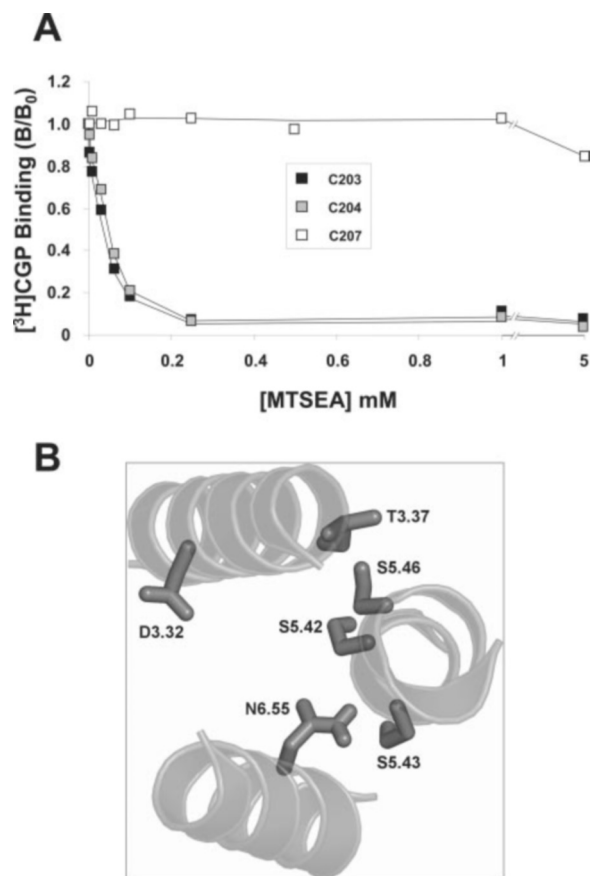 A
[³H]CGP Binding (B/B₀)
1.2
1.0
0.8
0.6
0.4
0.2
0
C203
C204
C207
0 0.2 0.4 0.6 0.8 1 5
[MTSEA] mM
B
T3.37
S5.46
S5.42
D3.32
N6.55
S5.43